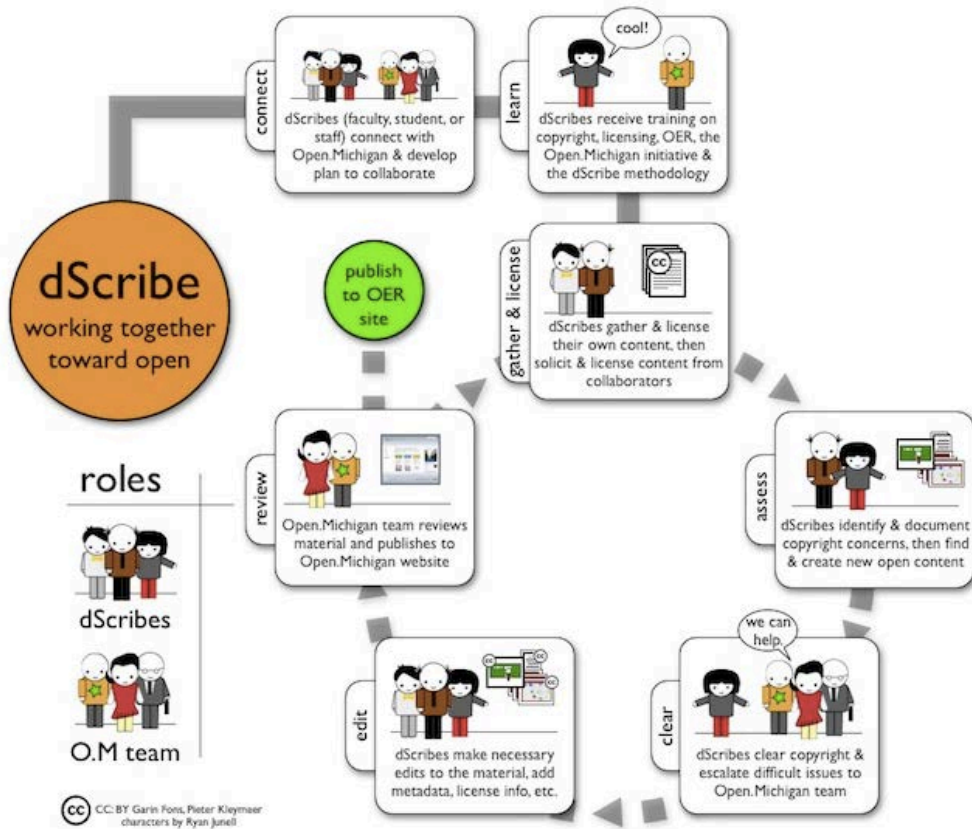 dScribe
working together
toward open
connect
dScribes (faculty, student, or
staff) connect with
Open.Michigan & develop
plan to collaborate
learn
cool!
dScribes receive training on
copyright, licensing, OER, the
Open.Michigan initiative &
the dScribe methodology
gather & license
CC
dScribes gather & license
their own content, then
solicit & license content from
collaborators
assess
dScribes identify & document
copyright concerns, then find
& create new open content
clear
we can
help.
dScribes clear copyright &
escalate difficult issues to
Open.Michigan team
edit
CC
CC
CC
dScribes make necessary
edits to the material, add
metadata, license info, etc.
review
Open.Michigan team reviews
material and publishes to
Open.Michigan website
publish
to OER
site
roles
dScribes
O.M team
cc CC: BY Garin Fons, Pieter Kleymeer
characters by Ryan Junell